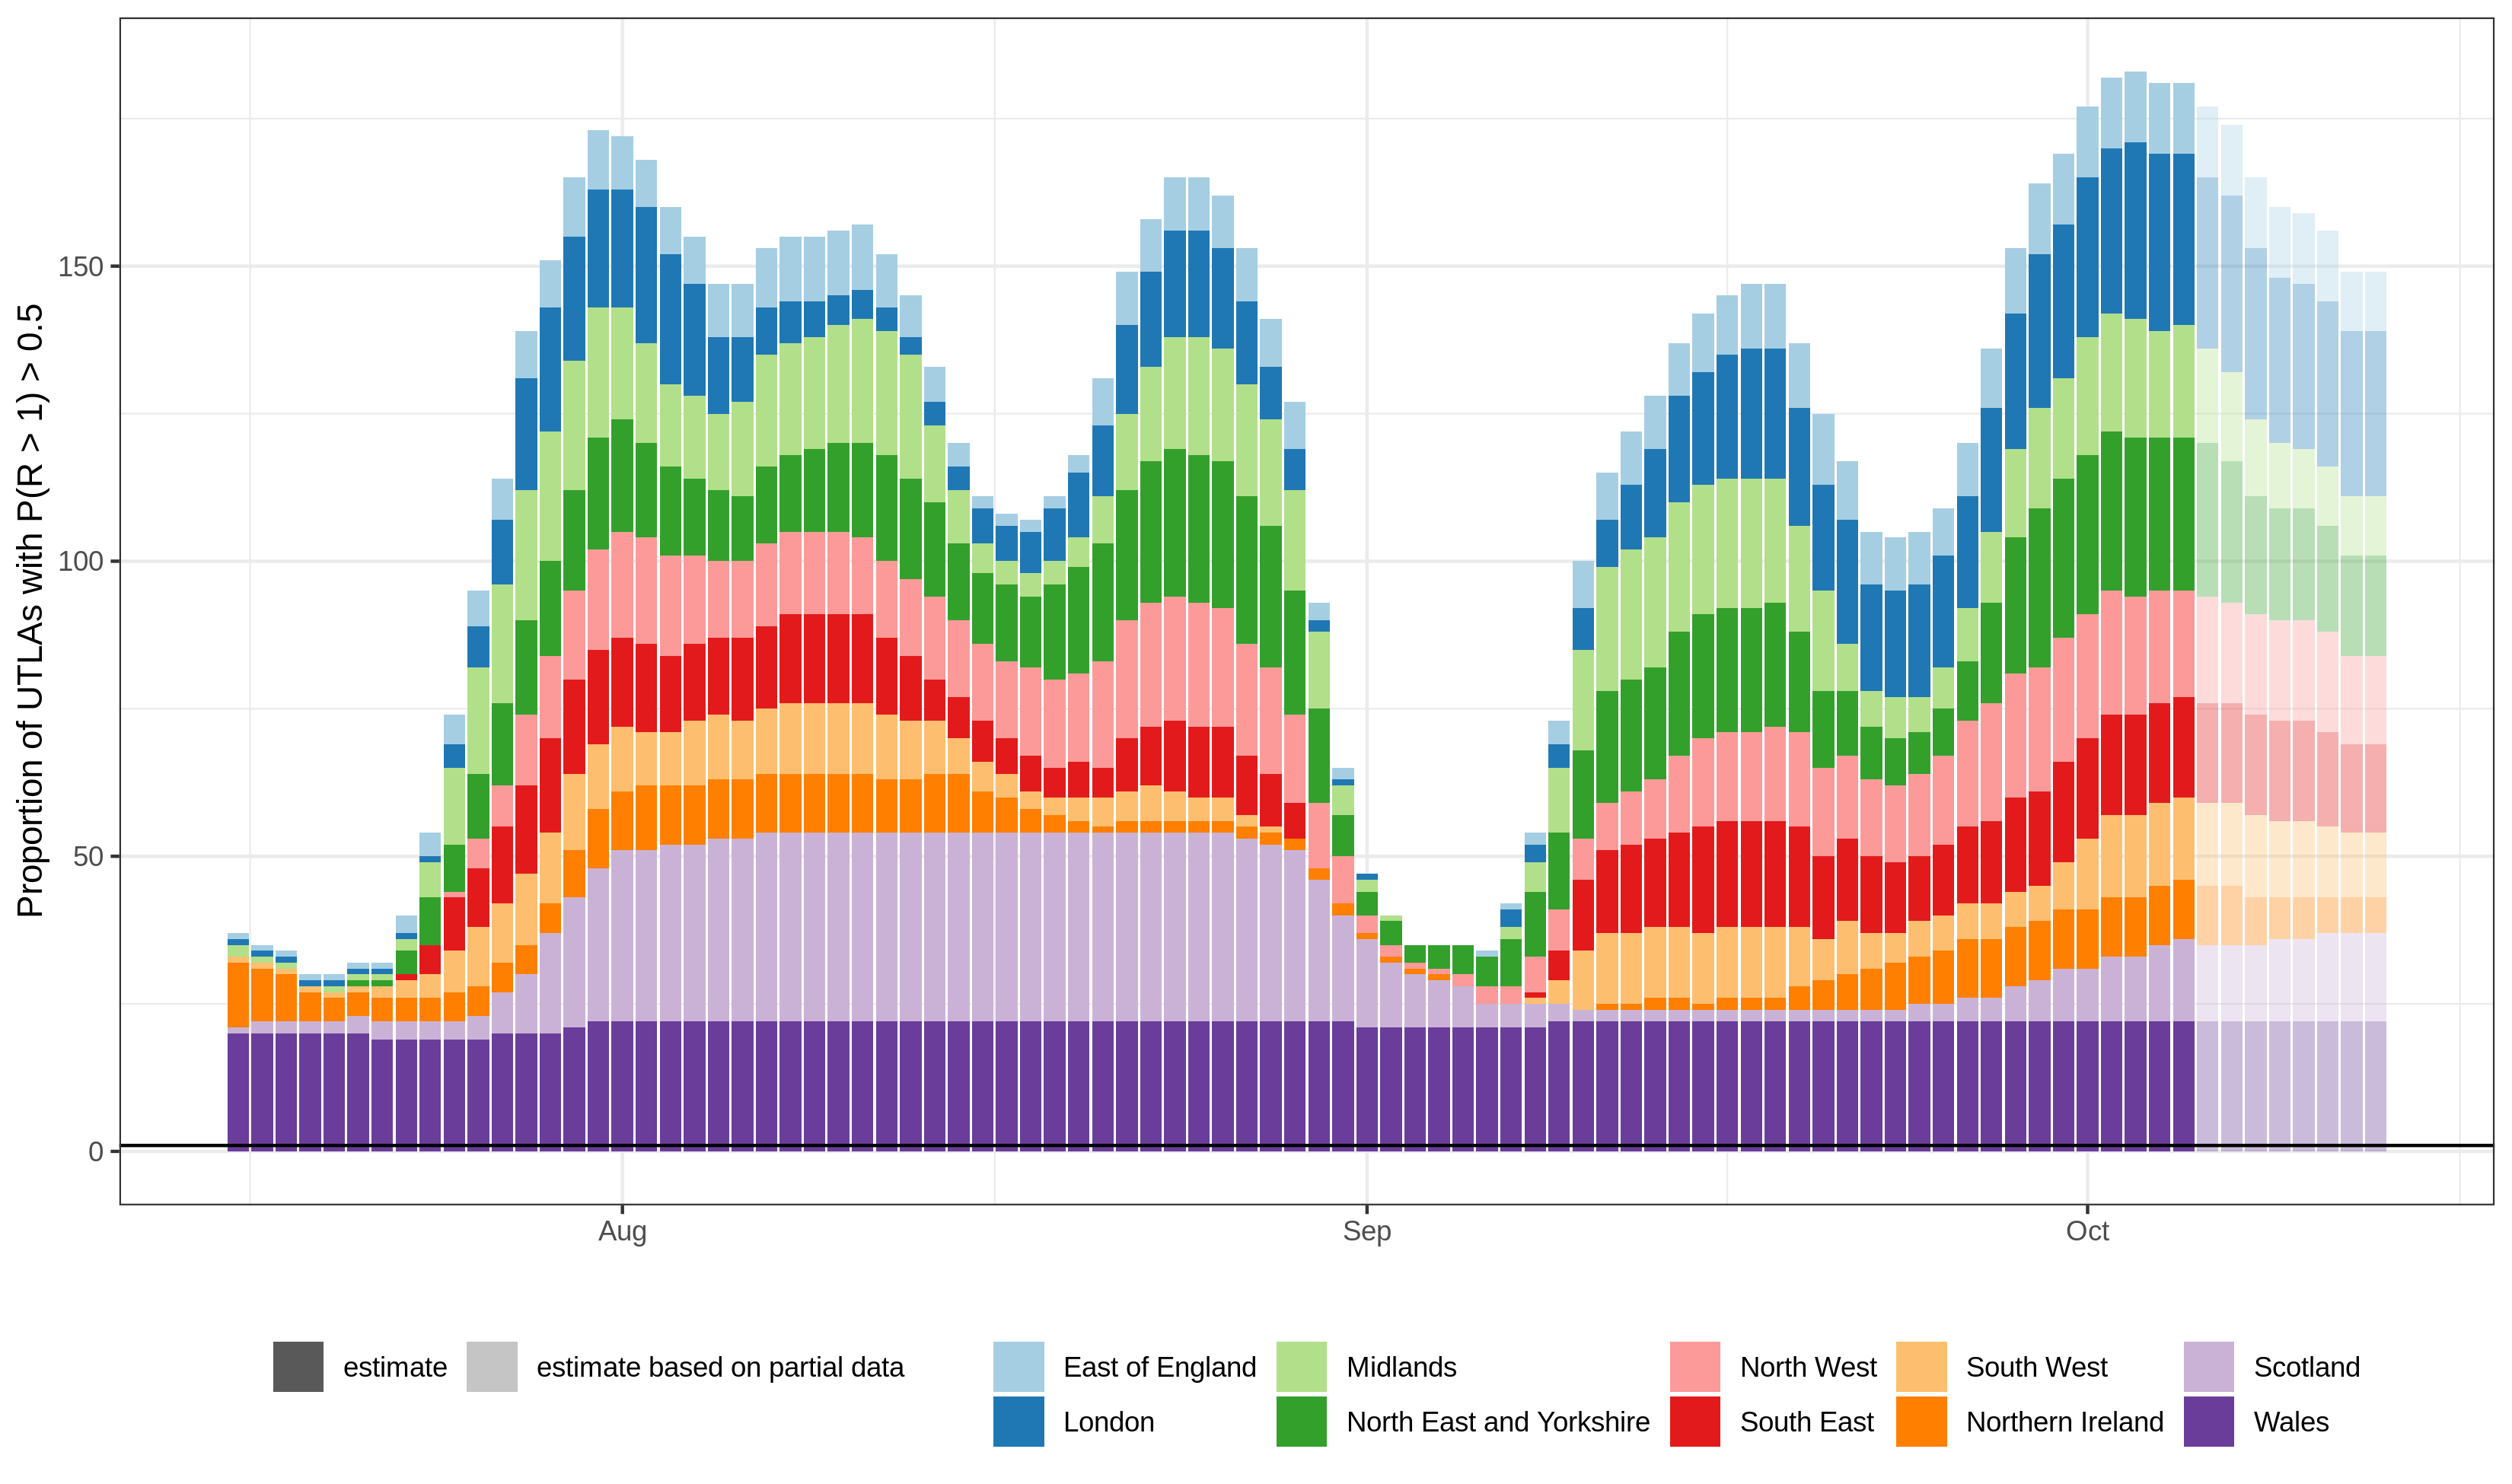 Proportion of UTLAs with P(R > 1) > 0.5
150
100
50
0
Aug Sep Oct
estimate estimate based on partial data East of England Midlands North West South West Scotland
London North East and Yorkshire South East Northern Ireland Wales